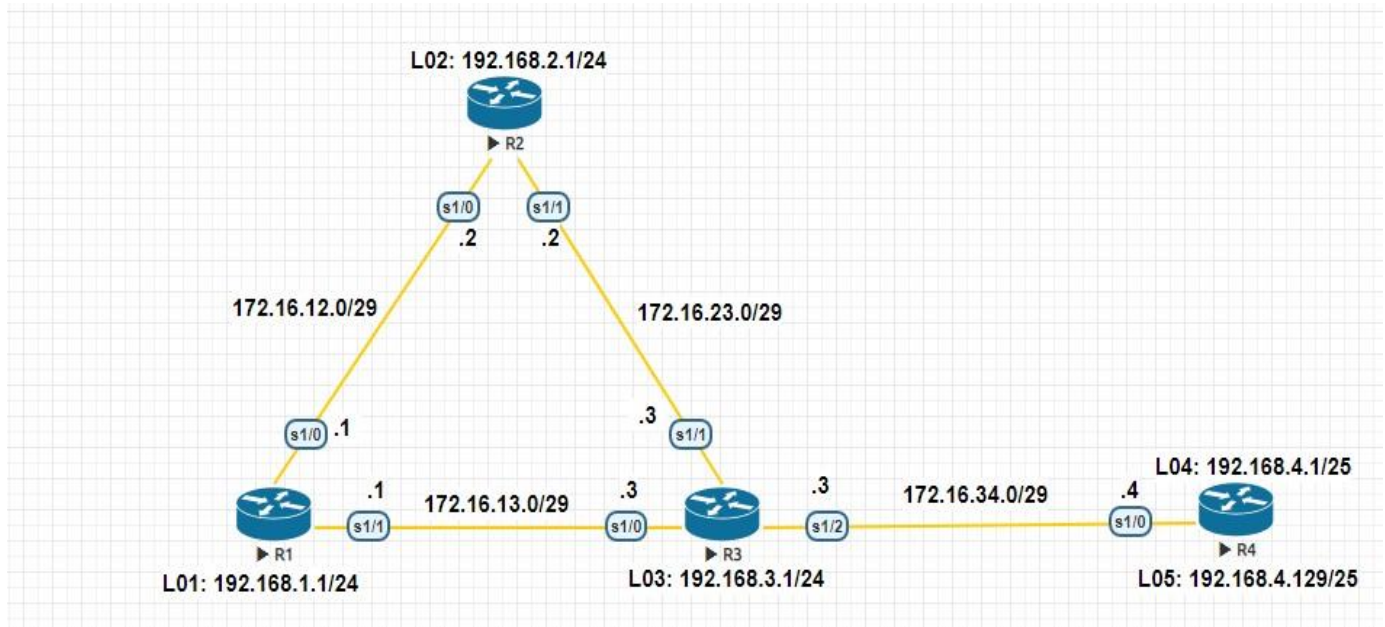 L02: 192.168.2.1/24
R2
s1/0
s1/1
.2
.2
172.16.12.0/29
172.16.23.0/29
s1/0
.1
.3
s1/1
.1
172.16.13.0/29
.3
.3
172.16.34.0/29
.4
L04: 192.168.4.1/25
s1/1
s1/0
s1/2
s1/0
R1
R3
R4
L01: 192.168.1.1/24
L03: 192.168.3.1/24
L05: 192.168.4.129/25